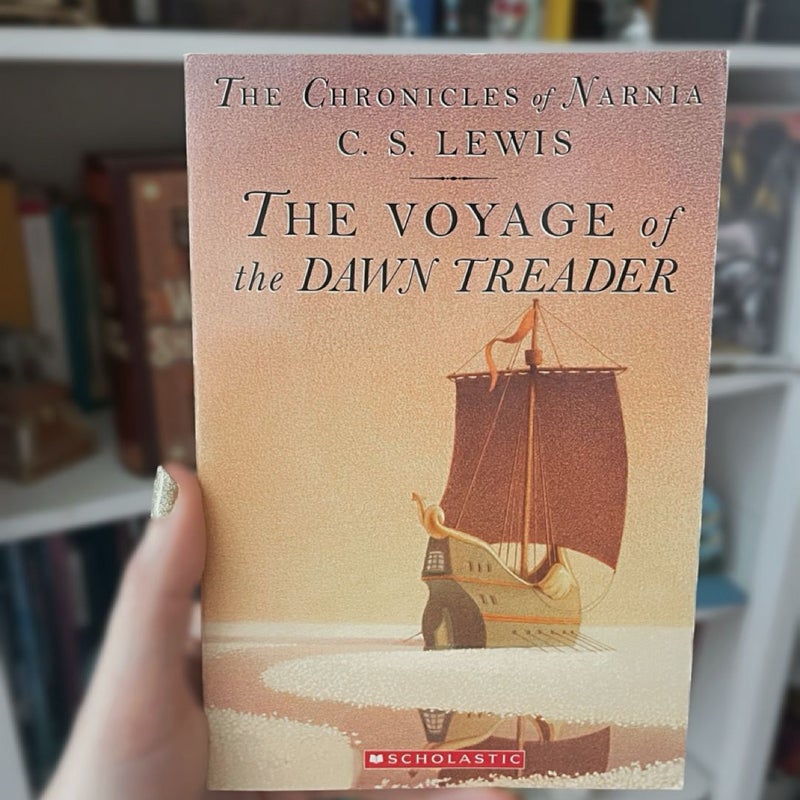 The Chronicles of Narnia
C. S. LEWIS
The VOYAGE of
the DAWN TREADER
SCHOLASTIC